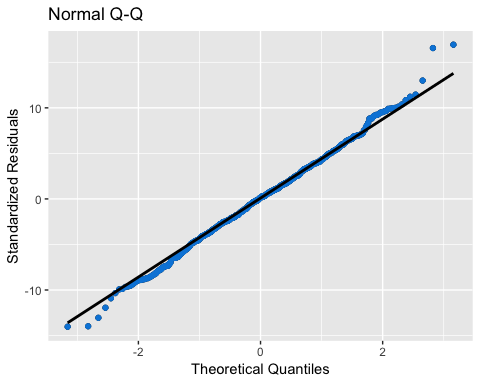 Normal Q-Q
Standardized Residuals
10
0
-10
-2
0
2
Theoretical Quantiles